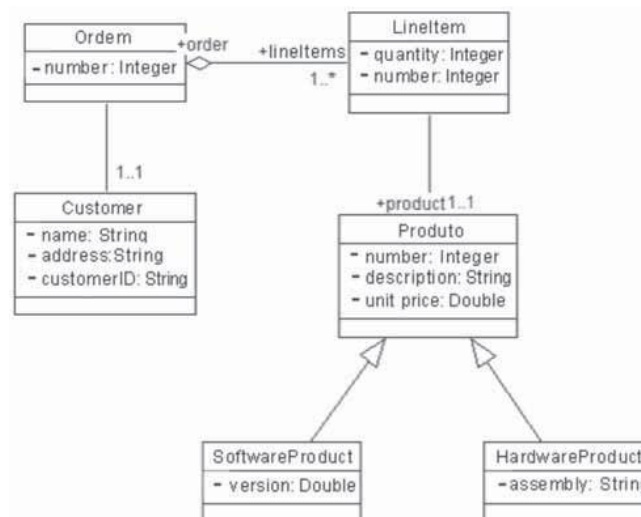 Ordem
- number: Integer
+order
+lineItems
1..*
LineItem
- quantity: Integer
- number: Integer
1..1
Customer
- name: String
- address:String
- customerID: String
+product 1..1
Produto
- number: Integer
- description: String
- unit price: Double
SoftwareProduct
- version: Double
HardwareProduct
-assembly: String